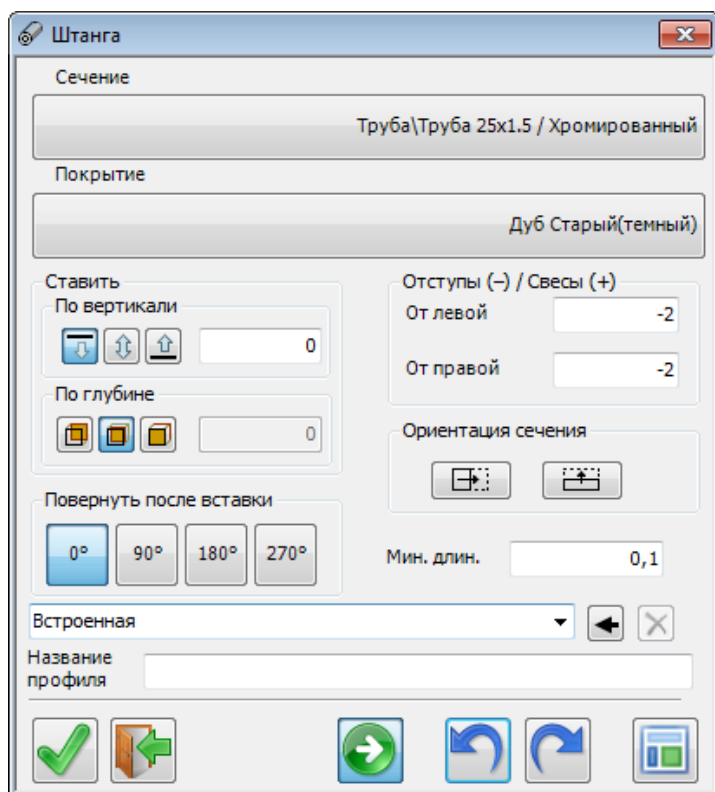 Штанга
Сечение
Труба\Труба 25x1.5 / Хромированный
Покрытие
Дуб Старый(темный)
Ставить
По вертикали
0
По глубине
0
Отступы (–) / Свесы (+)
От левой
-2
От правой
-2
Ориентация сечения
Повернуть после вставки
0° 90° 180° 270°
Мин. длин.
0,1
Встроенная
Название
профиля